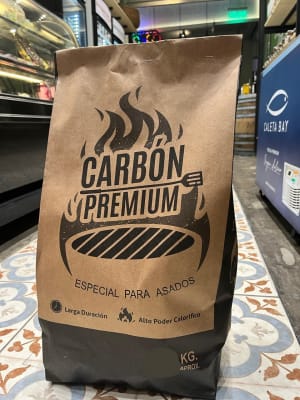 CARBÓN
PREMIUM
ESPECIAL PARA ASADOS
Larga Duración
Alto Poder Calorífico
KG.
APROX.
CALETA BAY